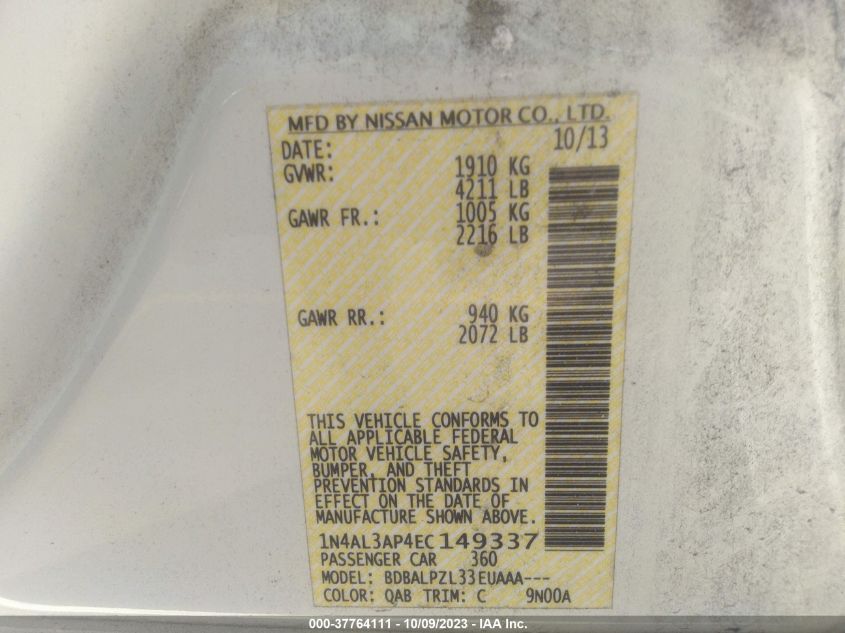 MFD BY NISSAN MOTOR CO., LTD.
DATE: 10/13
GVWR: 1910 KG
4211 LB
GAWR FR.: 1005 KG
2216 LB
GAWR RR.: 940 KG
2072 LB
THIS VEHICLE CONFORMS TO
ALL APPLICABLE FEDERAL
MOTOR VEHICLE SAFETY,
BUMPER, AND THEFT
PREVENTION STANDARDS IN
EFFECT ON THE DATE OF
MANUFACTURE SHOWN ABOVE.
1N4AL3AP4EC149337
PASSENGER CAR 360
MODEL: BDBALPZL33EUAAA---
COLOR: QAB TRIM: C 9N00A
000-37764111 - 10/09/2023 - IAA Inc.